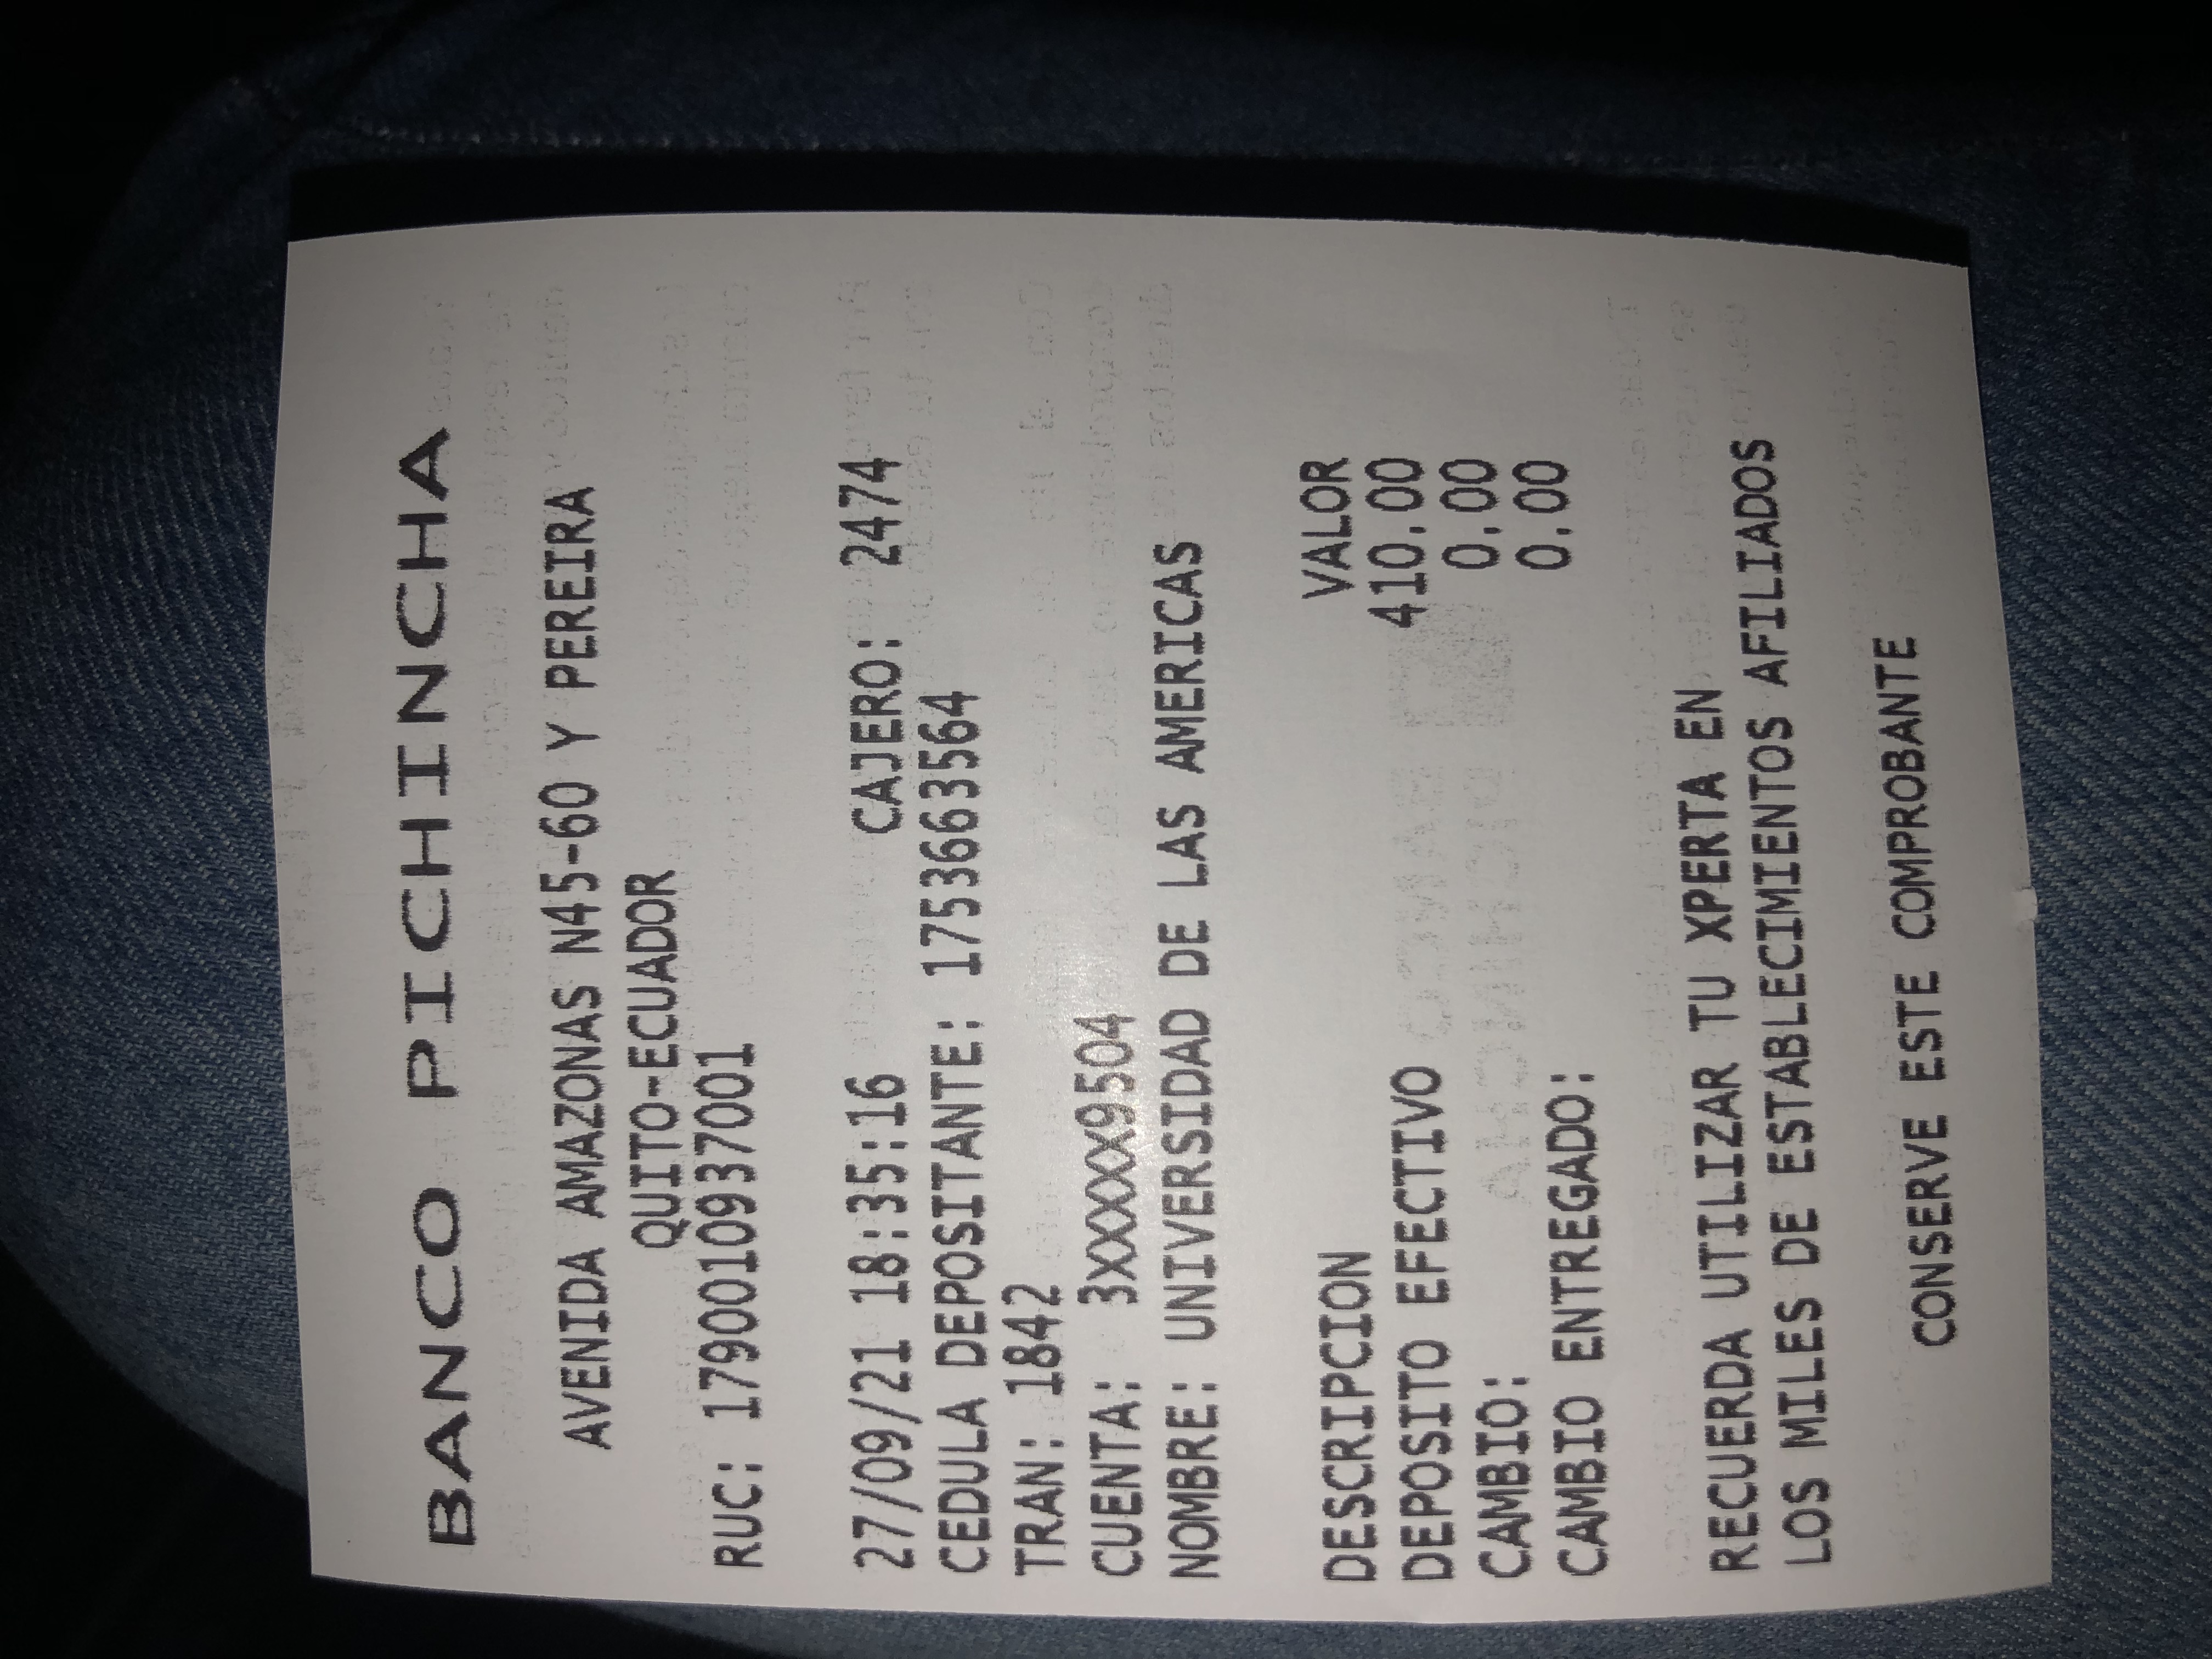 BANCO PICHINCHA
AVENIDA AMAZONAS N45-60 Y PEREIRA
QUITO-ECUADOR
RUC: 1790010937001
27/09/21 18:35:16 CAJERO: 2474
CEDULA DEPOSITANTE: 1753663564
TRAN: 1842
CUENTA: 3XXXXX9504
NOMBRE: UNIVERSIDAD DE LAS AMERICAS
DESCRIPCION VALOR
DEPOSITO EFECTIVO 410.00
CAMBIO: 0.00
CAMBIO ENTREGADO: 0.00
RECUERDA UTILIZAR TU XPERTA EN
LOS MILES DE ESTABLECIMIENTOS AFILIADOS
CONSERVE ESTE COMPROBANTE